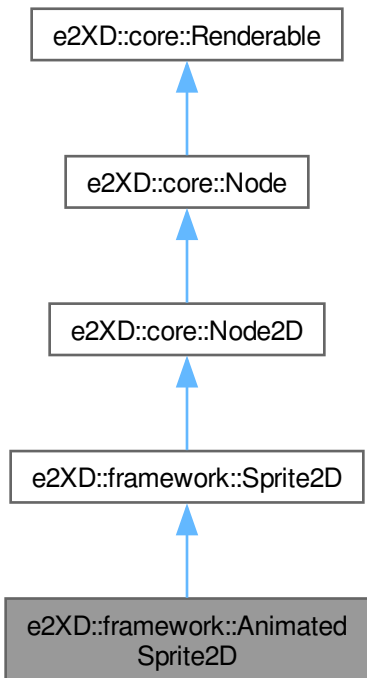 e2XD::core::Renderable
e2XD::core::Node
e2XD::core::Node2D
e2XD::framework::Sprite2D
e2XD::framework::Animated
Sprite2D